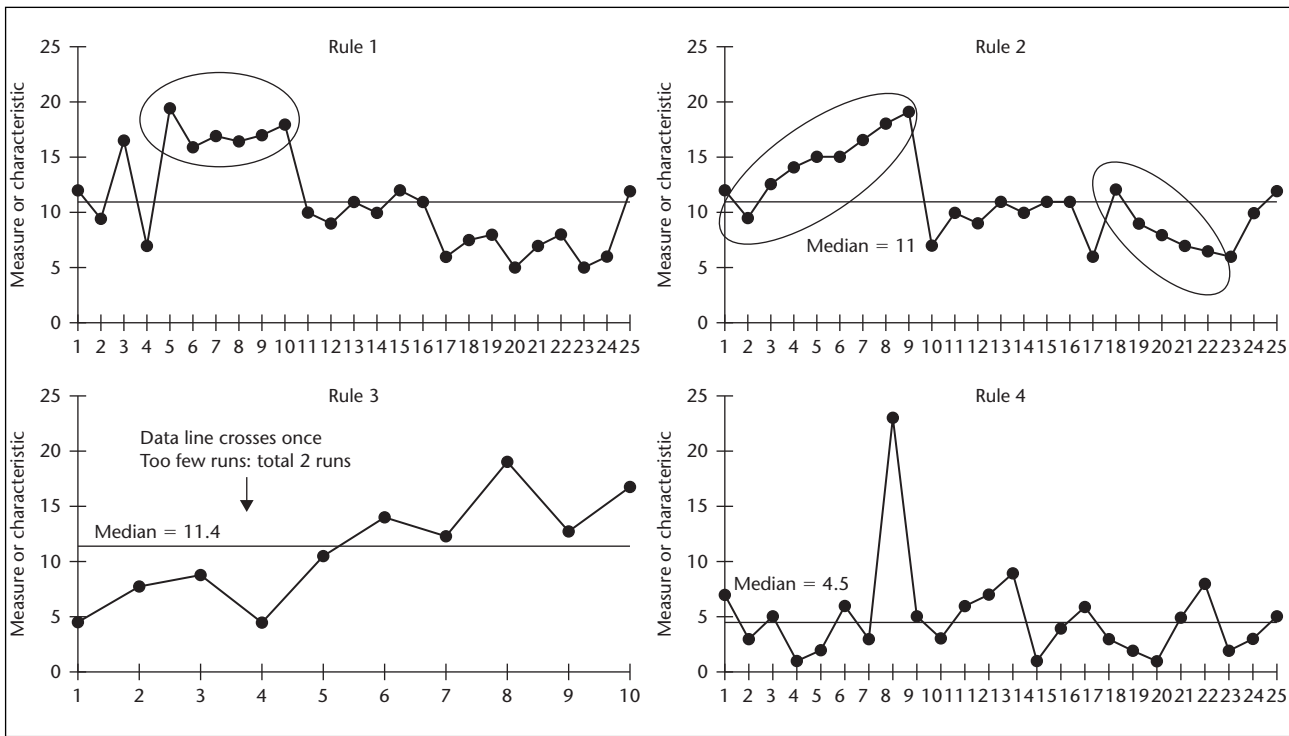 Rule 1
Measure or characteristic
25
20
15
10
5
0
1 2 3 4 5 6 7 8 9 10 11 12 13 14 15 16 17 18 19 20 21 22 23 24 25
Rule 2
Measure or characteristic
25
20
15
10
5
0
Median = 11
1 2 3 4 5 6 7 8 9 10 11 12 13 14 15 16 17 18 19 20 21 22 23 24 25
Rule 3
Measure or characteristic
25
20
15
10
5
0
Data line crosses once
Too few runs: total 2 runs
Median = 11.4
1 2 3 4 5 6 7 8 9 10
Rule 4
Measure or characteristic
25
20
15
10
5
0
Median = 4.5
1 2 3 4 5 6 7 8 9 10 11 12 13 14 15 16 17 18 19 20 21 22 23 24 25